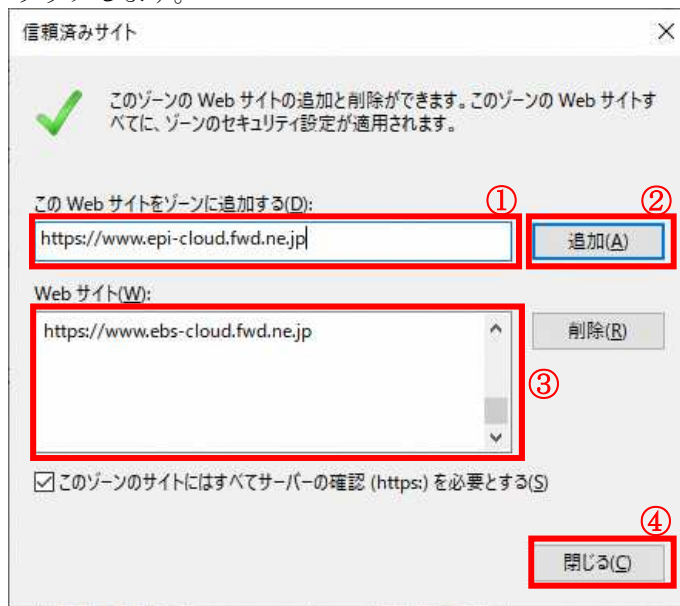 信頼済みサイト
このゾーンの Web サイトの追加と削除ができます。このゾーンの Web サイトす
べてに、ゾーンのセキュリティ設定が適用されます。
この Web サイトをゾーンに追加する(D):
①
②
https://www.epi-cloud.fwd.ne.jp
追加(A)
Web サイト(W):
https://www.ebs-cloud.fwd.ne.jp
削除(R)
③
このゾーンのサイトにはすべてサーバーの確認 (https:) を必要とする(S)
④
閉じる(C)